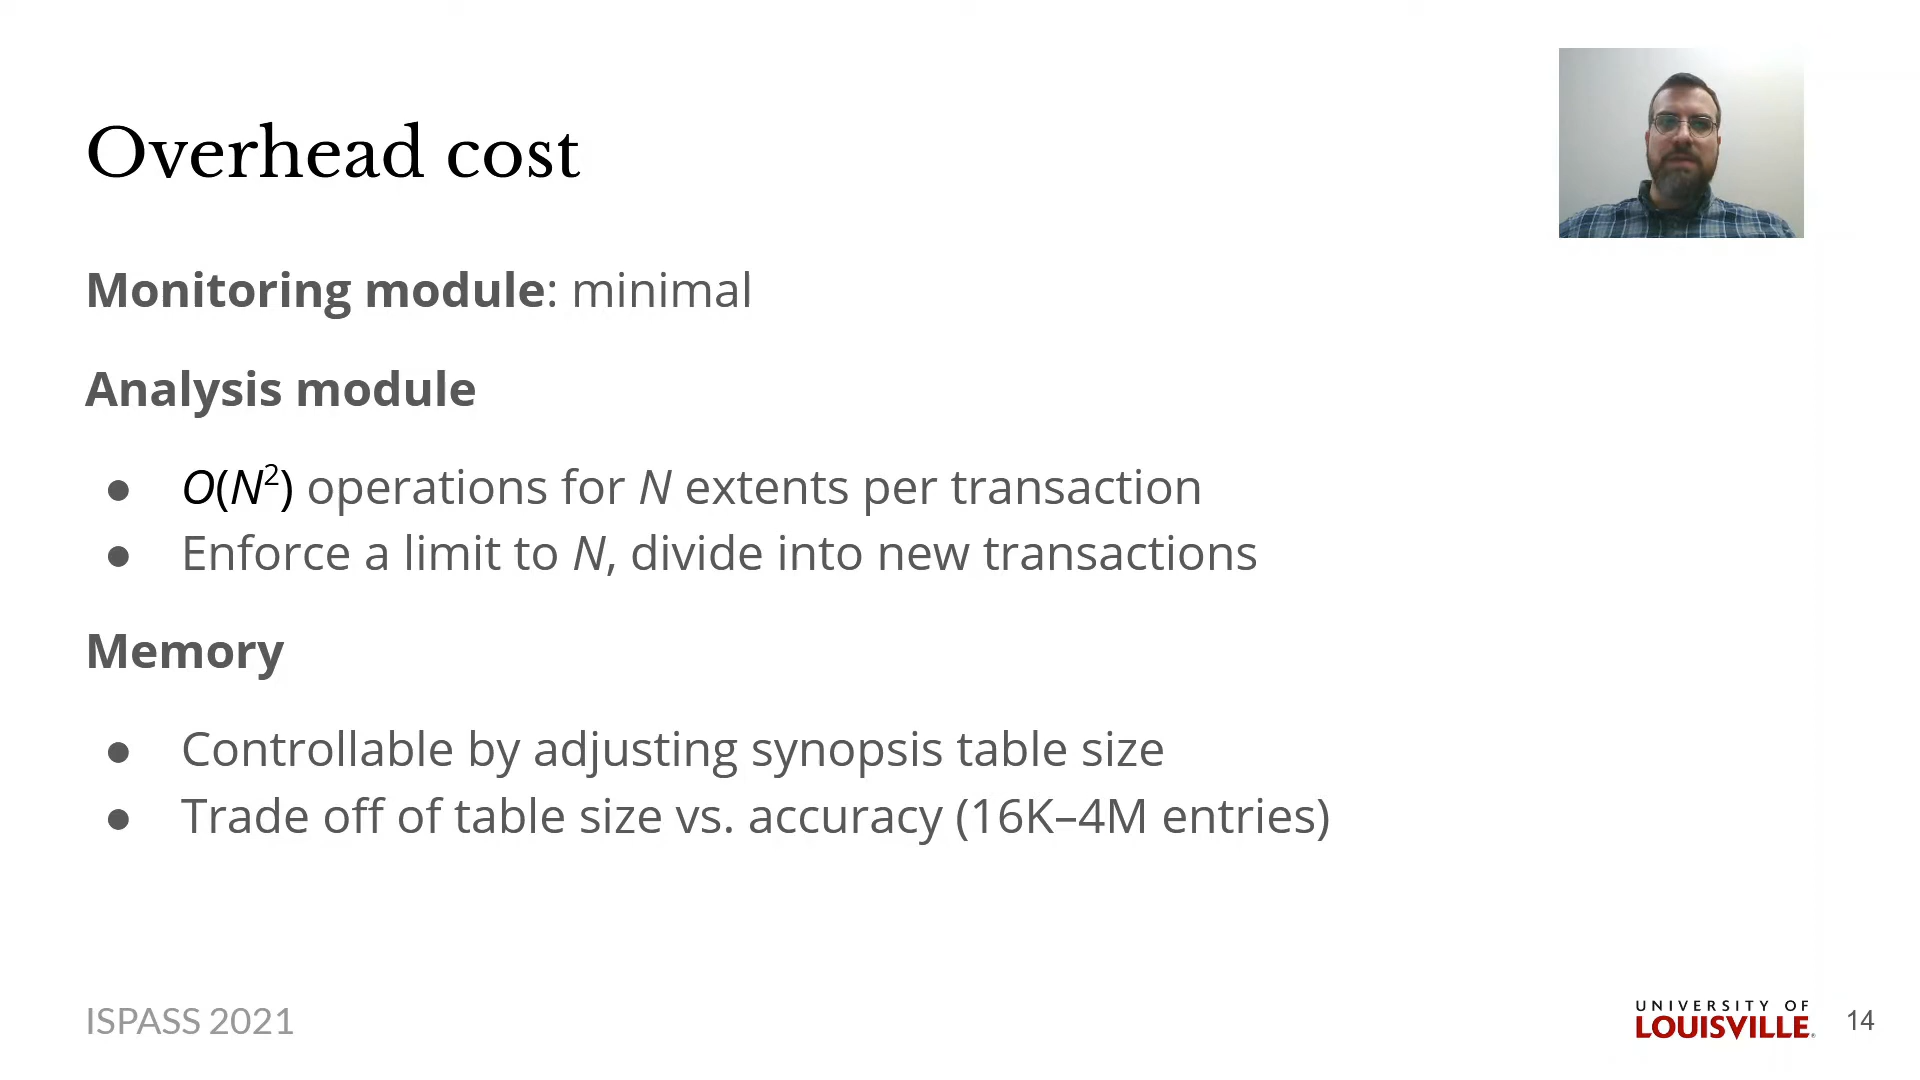 Overhead cost
Monitoring module: minimal
Analysis module
● O(N²) operations for N extents per transaction
● Enforce a limit to N, divide into new transactions
Memory
● Controllable by adjusting synopsis table size
● Trade off of table size vs. accuracy (16K–4M entries)
ISPASS 2021
UNIVERSITY OF
LOUISVILLE
14